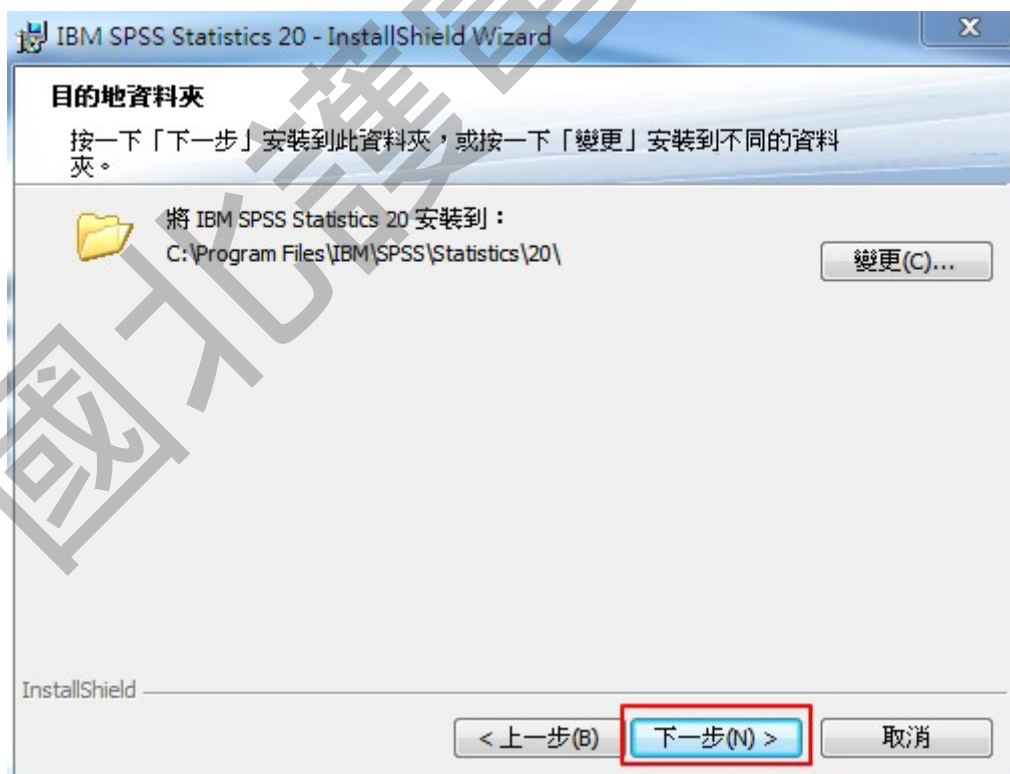 IBM SPSS Statistics 20 - InstallShield Wizard
目的地資料夾
按一下「下一步」安裝到此資料夾，或按一下「變更」安裝到不同的資料
夾。
將 IBM SPSS Statistics 20 安裝到：
C:\Program Files\IBM\SPSS\Statistics\20\
變更(C)...
InstallShield
< 上一步(B)
下一步(N) >
取消
國北護